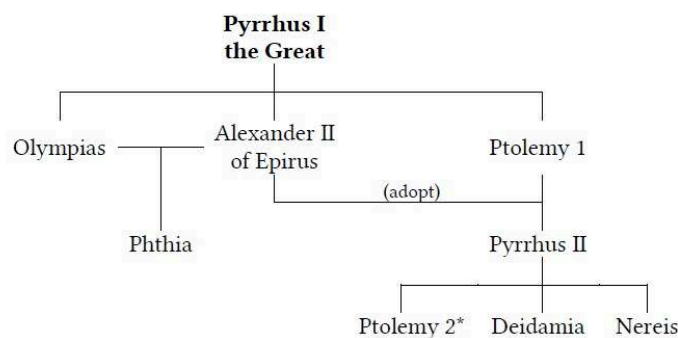 Pyrrhus I
the Great
Olympias
Alexander II
of Epirus
Ptolemy 1
(adopt)
Phthia
Pyrrhus II
Ptolemy 2*
Deidamia
Nereis